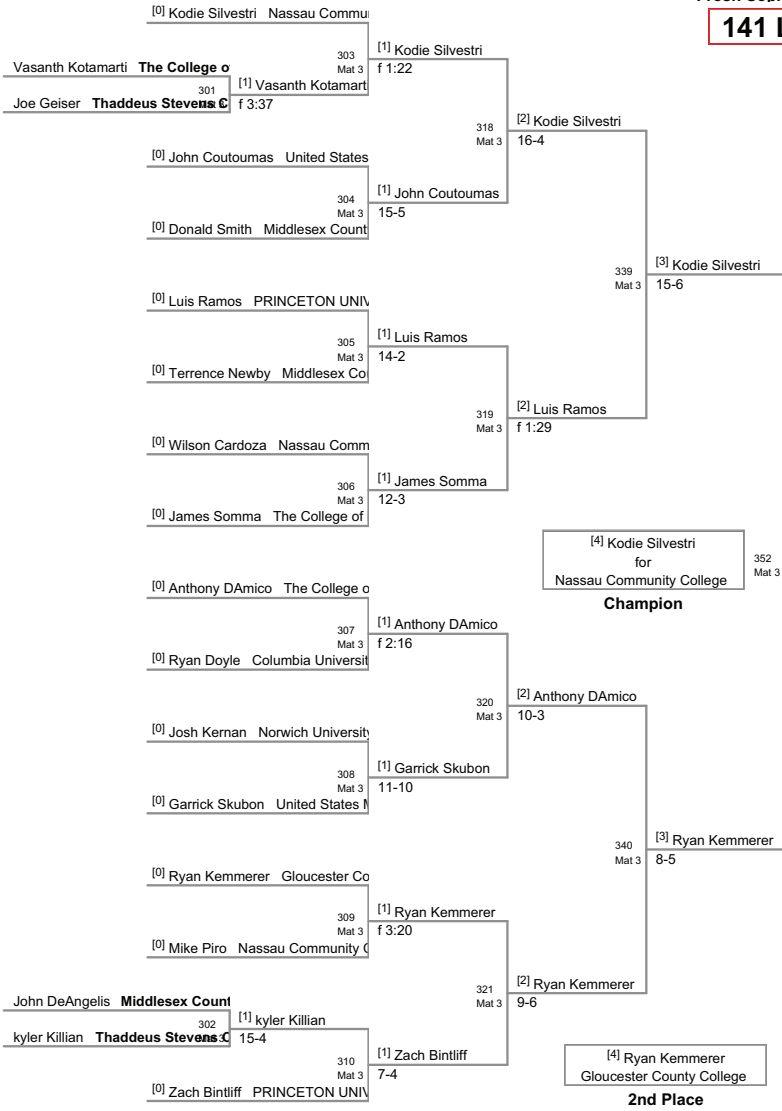 141
[0] Kodie Silvestri Nassau
303
Mat 3
[1] Kodie Silvestri
f 1:22
Vasanth Kotamarti The College
301
[1] Vasanth Kotamarti
Joe Geiser Thaddeus Stevens
f 3:37
318
Mat 3
[2] Kodie Silvestri
16-4
[0] John Coutoumas United States
304
Mat 3
[1] John Coutoumas
15-5
[0] Donald Smith Middlesex
339
Mat 3
[3] Kodie Silvestri
15-6
[0] Luis Ramos PRINCETON
305
Mat 3
[1] Luis Ramos
14-2
[0] Terrence Newby Middlesex
319
Mat 3
[2] Luis Ramos
f 1:29
[0] Wilson Cardoza Nassau
306
Mat 3
[1] James Somma
12-3
[0] James Somma The College of
[4] Kodie Silvestri
for
Nassau Community College
352
Mat 3
Champion
[0] Anthony DAmico The College
307
Mat 3
[1] Anthony DAmico
f 2:16
[0] Ryan Doyle Columbia
320
Mat 3
[2] Anthony DAmico
10-3
[0] Josh Kernan Norwich University
308
Mat 3
[1] Garrick Skubon
11-10
[0] Garrick Skubon United States
340
Mat 3
[3] Ryan Kemmerer
8-5
[0] Ryan Kemmerer Gloucester
309
Mat 3
[1] Ryan Kemmerer
f 3:20
[0] Mike Piro Nassau Community
321
Mat 3
[2] Ryan Kemmerer
9-6
John DeAngelis Middlesex
302
[1] kyler Killian
kyler Killian Thaddeus Stevens
15-4
310
Mat 3
[1] Zach Bintliff
7-4
[0] Zach Bintliff PRINCETON
[4] Ryan Kemmerer
Gloucester County College
2nd Place